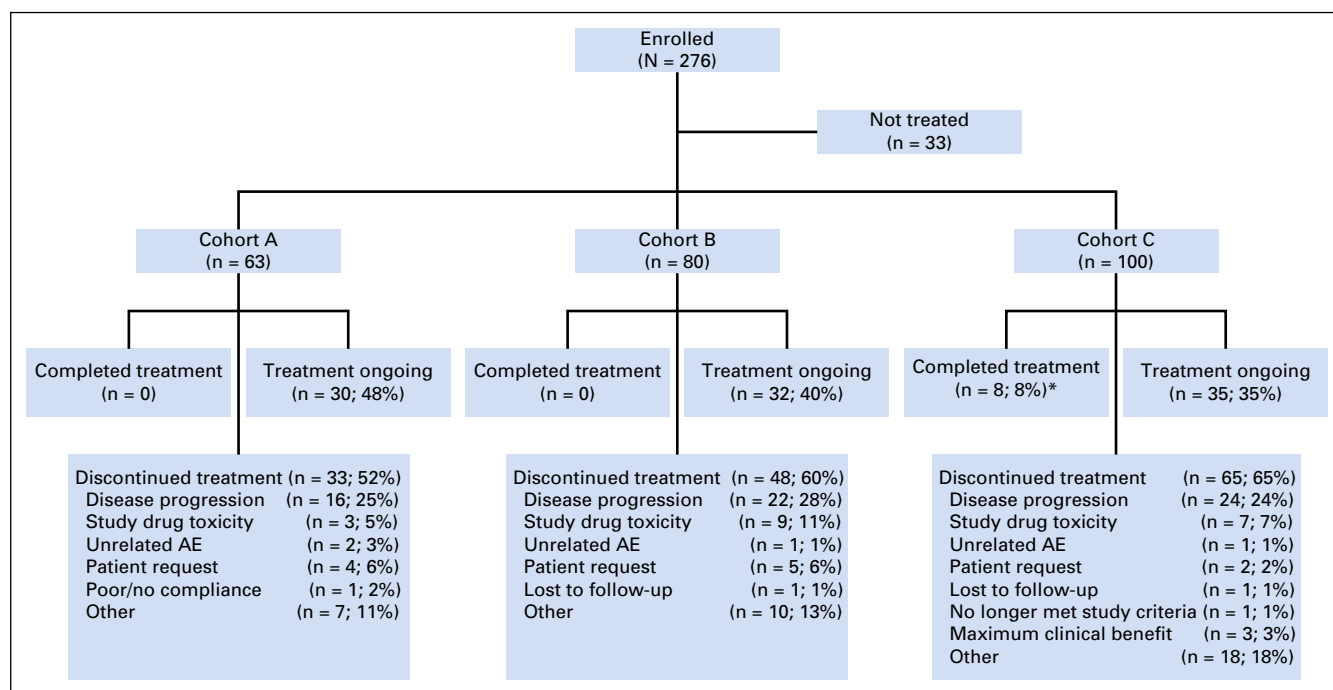 Enrolled
(N = 276)
Not treated
(n = 33)
Cohort A
(n = 63)
Cohort B
(n = 80)
Cohort C
(n = 100)
Completed treatment
(n = 0)
Treatment ongoing
(n = 30; 48%)
Completed treatment
(n = 0)
Treatment ongoing
(n = 32; 40%)
Completed treatment
(n = 8; 8%)*
Treatment ongoing
(n = 35; 35%)
Discontinued treatment (n = 33; 52%)
Disease progression (n = 16; 25%)
Study drug toxicity (n = 3; 5%)
Unrelated AE (n = 2; 3%)
Patient request (n = 4; 6%)
Poor/no compliance (n = 1; 2%)
Other (n = 7; 11%)
Discontinued treatment (n = 48; 60%)
Disease progression (n = 22; 28%)
Study drug toxicity (n = 9; 11%)
Unrelated AE (n = 1; 1%)
Patient request (n = 5; 6%)
Lost to follow-up (n = 1; 1%)
Other (n = 10; 13%)
Discontinued treatment (n = 65; 65%)
Disease progression (n = 24; 24%)
Study drug toxicity (n = 7; 7%)
Unrelated AE (n = 1; 1%)
Patient request (n = 2; 2%)
Lost to follow-up (n = 1; 1%)
No longer met study criteria (n = 1; 1%)
Maximum clinical benefit (n = 3; 3%)
Other (n = 18; 18%)